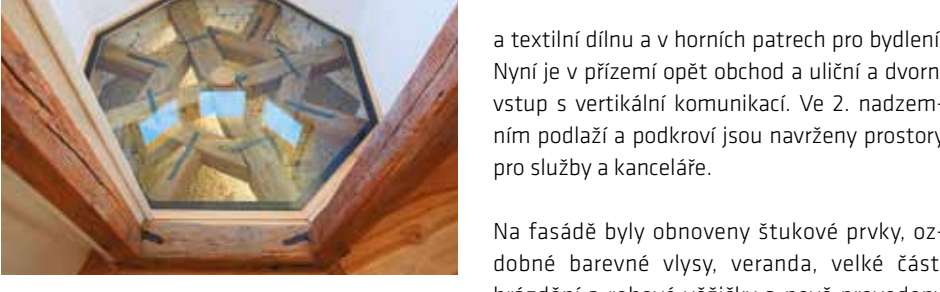 a textilní dílnu a v horních patrech pro bydlení
Nyní je v přízemí opět obchod a uliční a dvorn
vstup s vertikální komunikací. Ve 2. nadzem-
ním podlaží a podkroví jsou navrženy prostory
pro služby a kanceláře.
Na fasádě byly obnoveny štukové prvky, oz-
dobné barevné vlysy, veranda, velké část